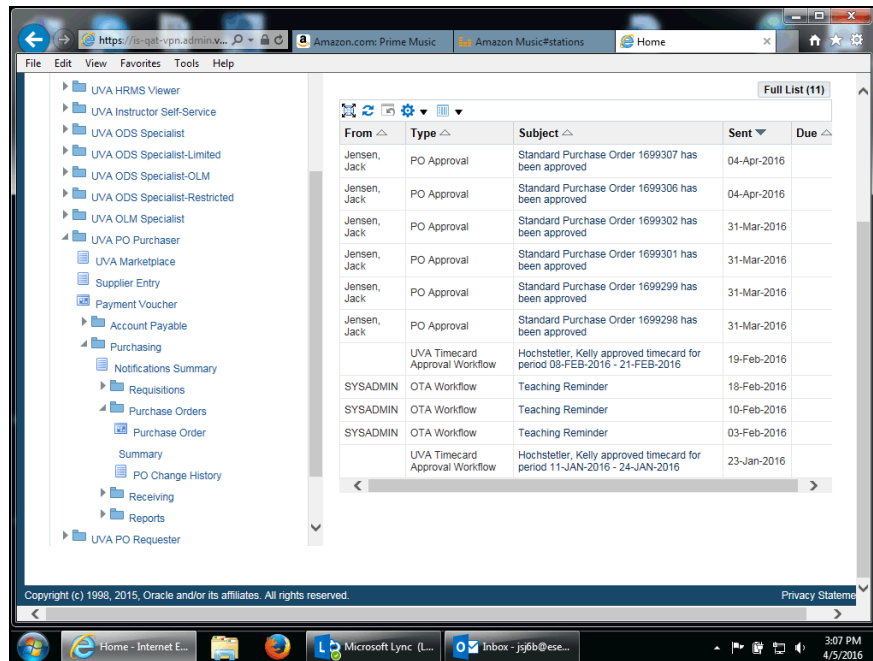 https://is-qat-vpn.admin.v...
Amazon.com: Prime Music
Amazon Music#stations
Home
File Edit View Favorites Tools Help
UVA HRMS Viewer
UVA Instructor Self-Service
UVA ODS Specialist
UVA ODS Specialist-Limited
UVA ODS Specialist-OLM
UVA ODS Specialist-Restricted
UVA OLM Specialist
UVA PO Purchaser
UVA Marketplace
Supplier Entry
Payment Voucher
Account Payable
Purchasing
Notifications Summary
Requisitions
Purchase Orders
Purchase Order
Summary
PO Change History
Receiving
Reports
UVA PO Requester
Full List (11)
From Type Subject Sent Due
Jensen, Jack PO Approval Standard Purchase Order 1699307 has been approved 04-Apr-2016
Jensen, Jack PO Approval Standard Purchase Order 1699306 has been approved 04-Apr-2016
Jensen, Jack PO Approval Standard Purchase Order 1699302 has been approved 31-Mar-2016
Jensen, Jack PO Approval Standard Purchase Order 1699301 has been approved 31-Mar-2016
Jensen, Jack PO Approval Standard Purchase Order 1699299 has been approved 31-Mar-2016
Jensen, Jack PO Approval Standard Purchase Order 1699298 has been approved 31-Mar-2016
UVA Timecard Approval Workflow Hochstetler, Kelly approved timecard for period 08-FEB-2016 - 21-FEB-2016 19-Feb-2016
SYSADMIN OTA Workflow Teaching Reminder 18-Feb-2016
SYSADMIN OTA Workflow Teaching Reminder 10-Feb-2016
SYSADMIN OTA Workflow Teaching Reminder 03-Feb-2016
UVA Timecard Approval Workflow Hochstetler, Kelly approved timecard for period 11-JAN-2016 - 24-JAN-2016 23-Jan-2016
Copyright (c) 1998, 2015, Oracle and/or its affiliates. All rights reserved.
Privacy Stateme
Home - Internet E...
Microsoft Lync (L...
Inbox - jsj6b@ese...
3:07 PM
4/5/2016